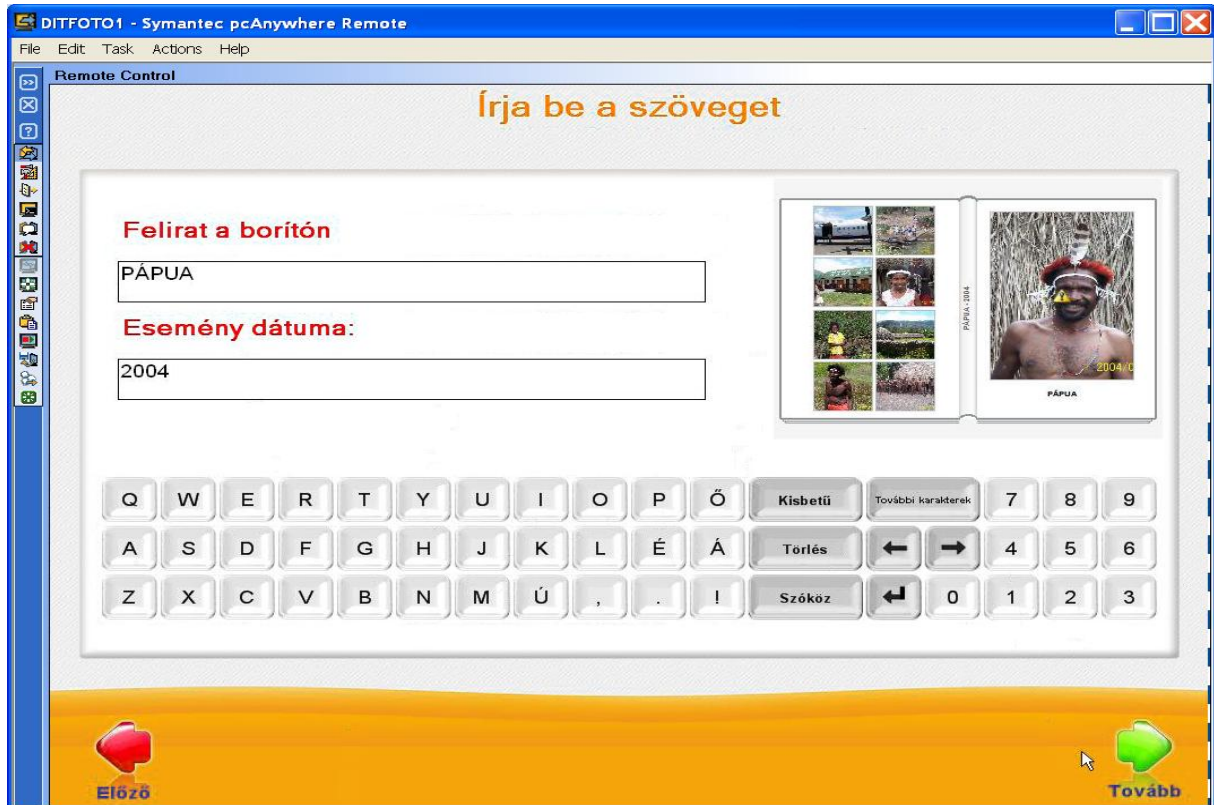 DITFOTO1 - Symantec pcAnywhere Remote
File Edit Task Actions Help
Remote Control
Írja be a szöveget
Felirat a borítón
PÁPUA
Esemény dátuma:
2004
PÁPUA - 2004
2004/0
PÁPUA
Q W E R T Y U I O P Ő Kisbetü További karakterek 7 8 9
A S D F G H J K L É Á Törlés ← → 4 5 6
Z X C V B N M Ú , . ! Szóköz ↵ 0 1 2 3
Előző
Tovább